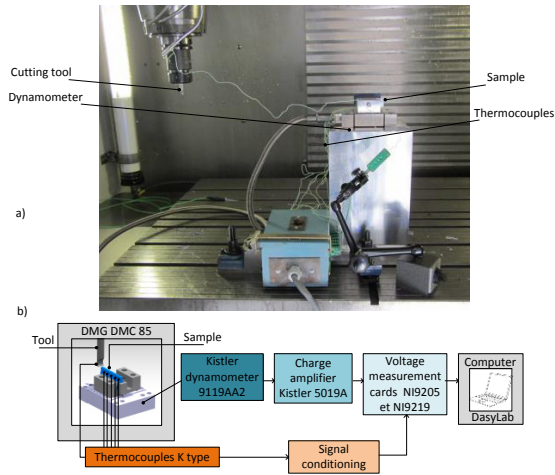 Cutting tool
Dynamometer
Sample
Thermocouples
a)
b)
DMG DMC 85
Tool
Sample
Kistler
dynamometer
9119AA2
Charge
amplifier
Kistler 5019A
Voltage
measurement
cards NI9205
et NI9219
Computer
DasyLab
Thermocouples K type
Signal
conditioning